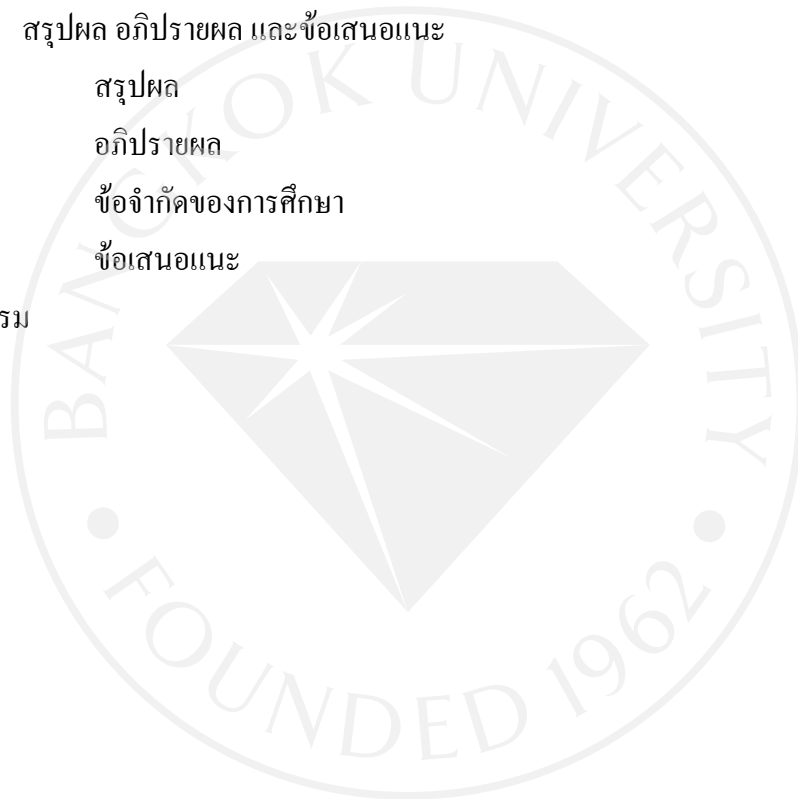 สรุปผล อภิปรายผล และข้อเสนอแนะ
สรุปผล
อภิปรายผล
ข้อจำกัดของการศึกษา
ข้อเสนอแนะ
รม
BANGKOK UNIVERSITY
FOUNDED 1962